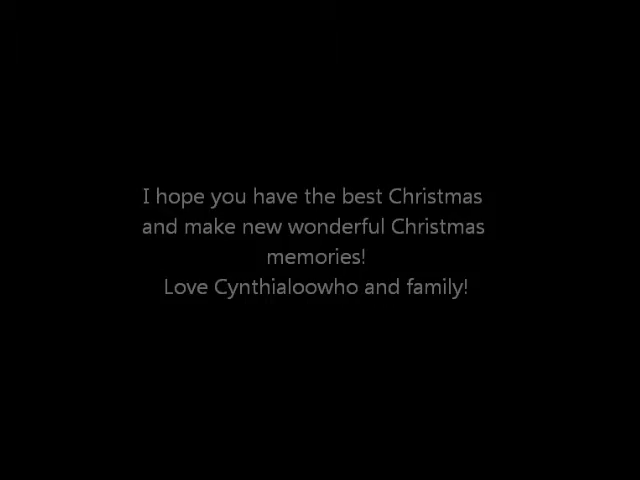 I hope you have the best Christmas
and make new wonderful Christmas
memories!
Love Cynthialoowho and family!